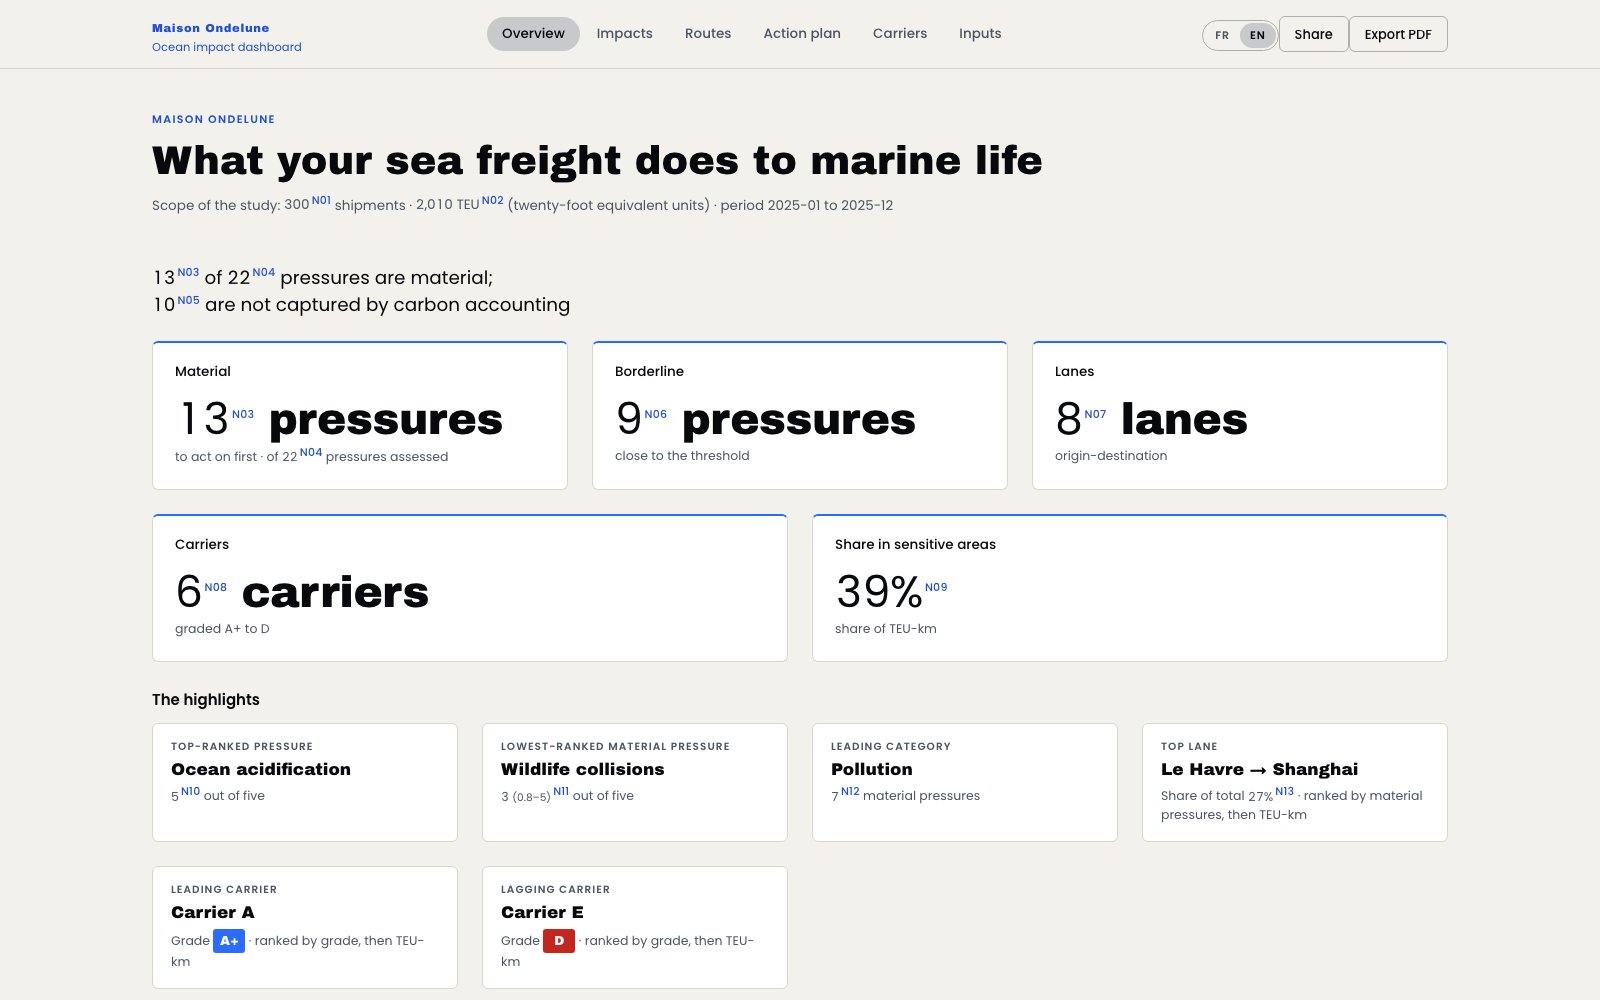 Maison Ondelune
Ocean impact dashboard
Overview Impacts Routes Action plan Carriers Inputs
FR EN Share Export PDF
MAISON ONDELUNE
What your sea freight does to marine life
Scope of the study: 300 N01 shipments · 2,010 TEU N02 (twenty-foot equivalent units) · period 2025-01 to 2025-12
13 N03 of 22 N04 pressures are material;
10 N05 are not captured by carbon accounting
Material
13 N03 pressures
to act on first · of 22 N04 pressures assessed
Borderline
9 N06 pressures
close to the threshold
Lanes
8 N07 lanes
origin-destination
Carriers
6 N08 carriers
graded A+ to D
Share in sensitive areas
39% N09
share of TEU-km
The highlights
TOP-RANKED PRESSURE
Ocean acidification
5 N10 out of five
LOWEST-RANKED MATERIAL PRESSURE
Wildlife collisions
3 (0.8–5) N11 out of five
LEADING CATEGORY
Pollution
7 N12 material pressures
TOP LANE
Le Havre → Shanghai
Share of total 27% N13 · ranked by material
pressures, then TEU-km
LEADING CARRIER
Carrier A
Grade A+ · ranked by grade, then TEU-
km
LAGGING CARRIER
Carrier E
Grade D · ranked by grade, then TEU-
km